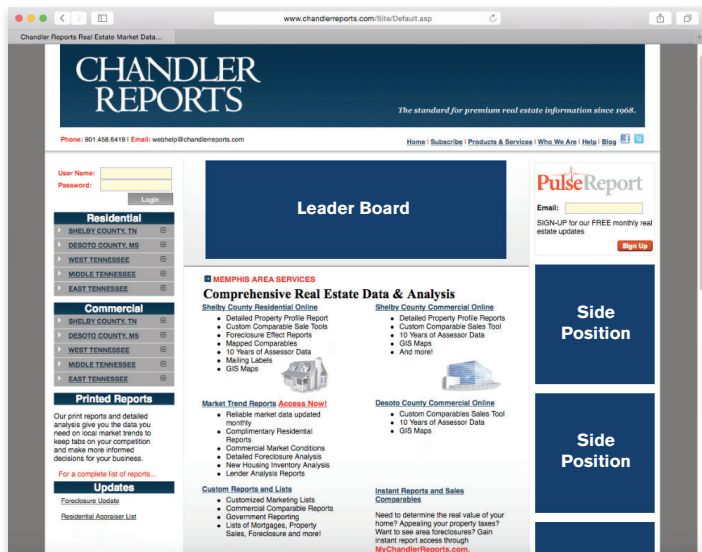 www.chandlerreports.com/Site/Default.asp
Chandler Reports Real Estate Market Data...
CHANDLER
REPORTS
The standard for premium real estate information since 1968.
Phone: 901.458.6419 | Email: webhelp@chandlerreports.com
Home | Subscribe | Products & Services | Who We Are | Help | Blog
User Name:
Password:
Login
Residential
SHELBY COUNTY, TN
DESOTO COUNTY, MS
WEST TENNESSEE
MIDDLE TENNESSEE
EAST TENNESSEE
Commercial
SHELBY COUNTY, TN
DESOTO COUNTY, MS
WEST TENNESSEE
MIDDLE TENNESSEE
EAST TENNESSEE
Printed Reports
Our print reports and detailed
analysis give you the data you
need on local market trends to
keep tabs on your competition
and make more informed
decisions for your business.
For a complete list of reports...
Updates
Foreclosure Update
Residential Appraiser List
Leader Board
MEMPHIS AREA SERVICES
Comprehensive Real Estate Data & Analysis
Shelby County Residential Online
• Detailed Property Profile Report
• Custom Comparable Sale Tools
• Foreclosure Effect Reports
• Mapped Comparables
• 10 Years of Assessor Data
• Mailing Labels
• GIS Maps
Market Trend Reports Access Now!
• Reliable market data updated
monthly
• Complimentary Residential
Reports
• Commercial Market Conditions
• Detailed Foreclosure Analysis
• New Housing Inventory Analysis
• Lender Analysis Reports
Custom Reports and Lists
• Customized Marketing Lists
• Commercial Comparable Reports
• Government Reporting
• Lists of Mortgages, Property
Sales, Foreclosure and more!
Shelby County Commercial Online
• Detailed Property Profile Reports
• Custom Comparable Sales Tool
• 10 Years of Assessor Data
• GIS Maps
• And more!
Desoto County Commercial Online
• Custom Comparables Sales Tool
• 10 Years of Assessor Data
• GIS Maps
Instant Reports and Sales
Comparables
Need to determine the real value of your
home? Appealing your property taxes?
Want to see area foreclosures? Gain
instant report access through
MyChandlerReports.com.
PulseReport
Email:
SIGN-UP for our FREE monthly real
estate updates
Sign Up
Side
Position
Side
Position